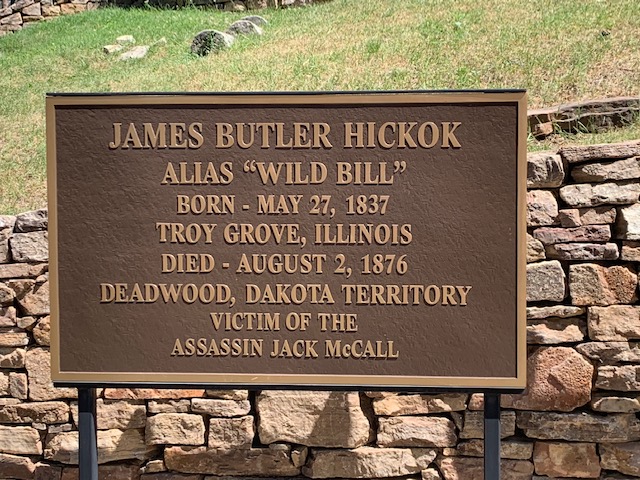 JAMES BUTLER HICKOK
ALIAS “WILD BILL”
BORN - MAY 27, 1837
TROY GROVE, ILLINOIS
DIED - AUGUST 2, 1876
DEADWOOD, DAKOTA TERRITORY
VICTIM OF THE
ASSASSIN JACK McCALL